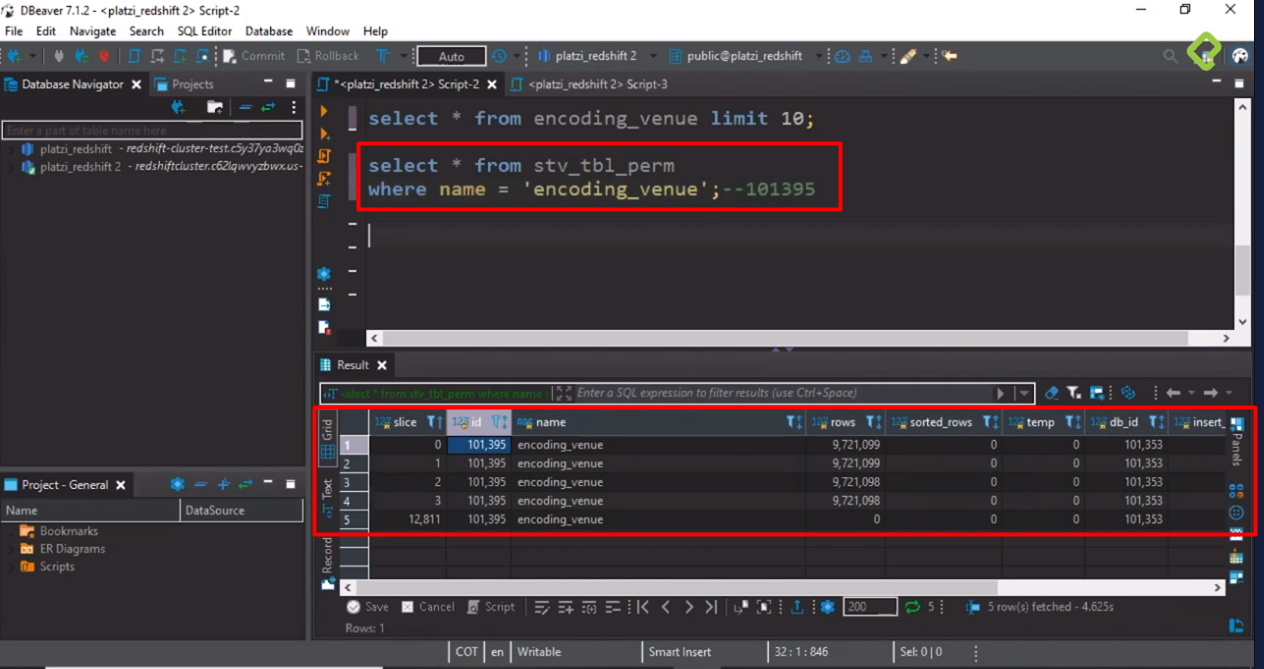 DBeaver 7.1.2 - <platzi_redshift 2> Script-2
File Edit Navigate Search SQL Editor Database Window Help
Commit Rollback Auto platzi_redshift 2 public@platzi_redshift
Database Navigator Projects
*<platzi_redshift 2> Script-2 <platzi_redshift 2> Script-3
Enter a part of table name here
platzi_redshift - redshift-cluster-test.c5y37ya3wq0z
platzi_redshift 2 - redshiftcluster.c62lqwvyzbwx.us-
select * from encoding_venue limit 10;
select * from stv_tbl_perm
where name = 'encoding_venue';--101395
Result
select * from stv_tbl_perm where name Enter a SQL expression to filter results (use Ctrl+Space)
Grid
Text
Record
Panels
123 slice 123 id ABC name 123 rows 123 sorted_rows 123 temp 123 db_id 123 insert_
1 0 101,395 encoding_venue 9,721,099 0 0 101,353
2 1 101,395 encoding_venue 9,721,099 0 0 101,353
3 2 101,395 encoding_venue 9,721,098 0 0 101,353
4 3 101,395 encoding_venue 9,721,098 0 0 101,353
5 12,811 101,395 encoding_venue 0 0 0 101,353
Project - General
Name DataSource
Bookmarks
ER Diagrams
Scripts
Save Cancel Script 200 5 5 row(s) fetched - 4.625s
Rows: 1
COT en Writable Smart Insert 32 : 1 : 846 Sel: 0 | 0